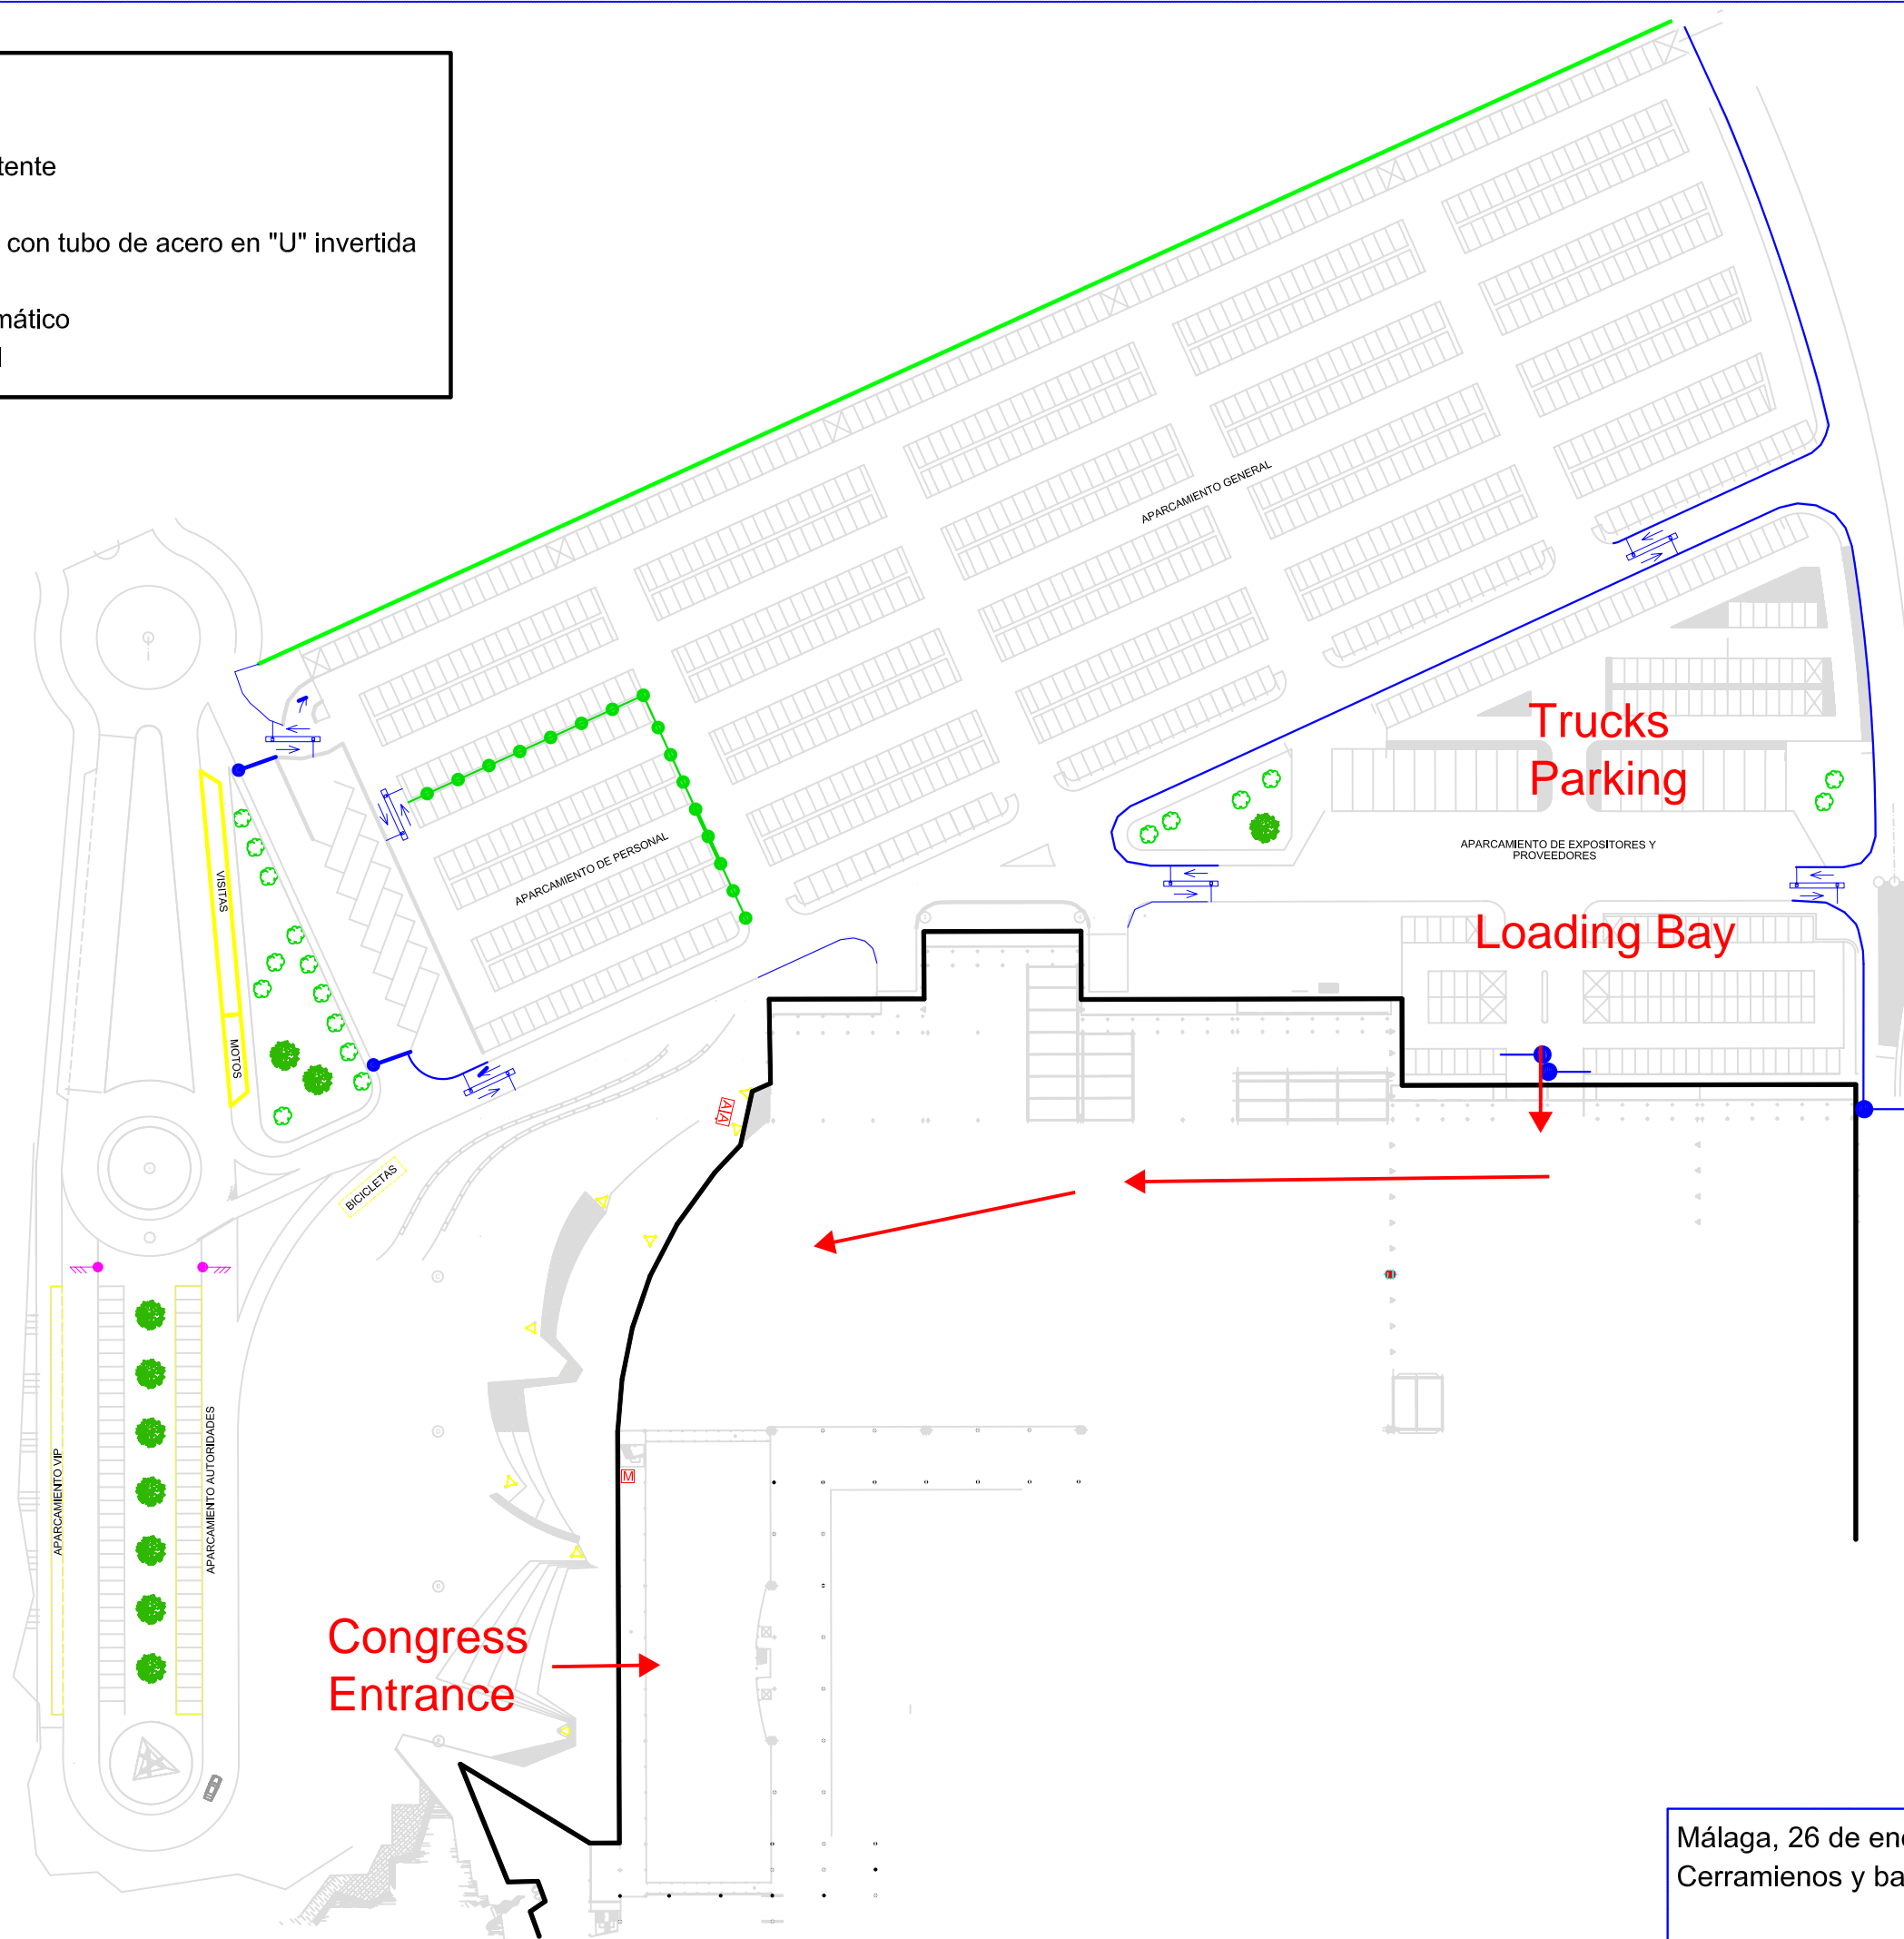 tente
con tubo de acero en "U" invertida
mático
l
APARCAMIENTO GENERAL
Trucks
Parking
APARCAMIENTO DE EXPOSITORES Y
PROVEEDORES
APARCAMIENTO DE PERSONAL
VISITAS
MOTOS
Loading Bay
BICICLETAS
APARCAMIENTO VIP
APARCAMIENTO AUTORIDADES
M
Congress
Entrance
Málaga, 26 de ene
Cerramienos y ba